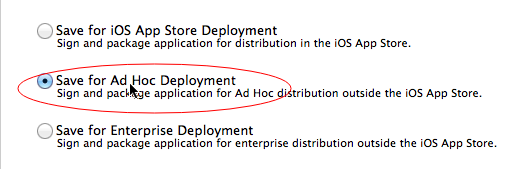 Save for iOS App Store Deployment
Sign and package application for distribution in the iOS App Store.
Save for Ad Hoc Deployment
Sign and package application for Ad Hoc distribution outside the iOS App Store.
Save for Enterprise Deployment
Sign and package application for enterprise distribution outside the iOS App Store.